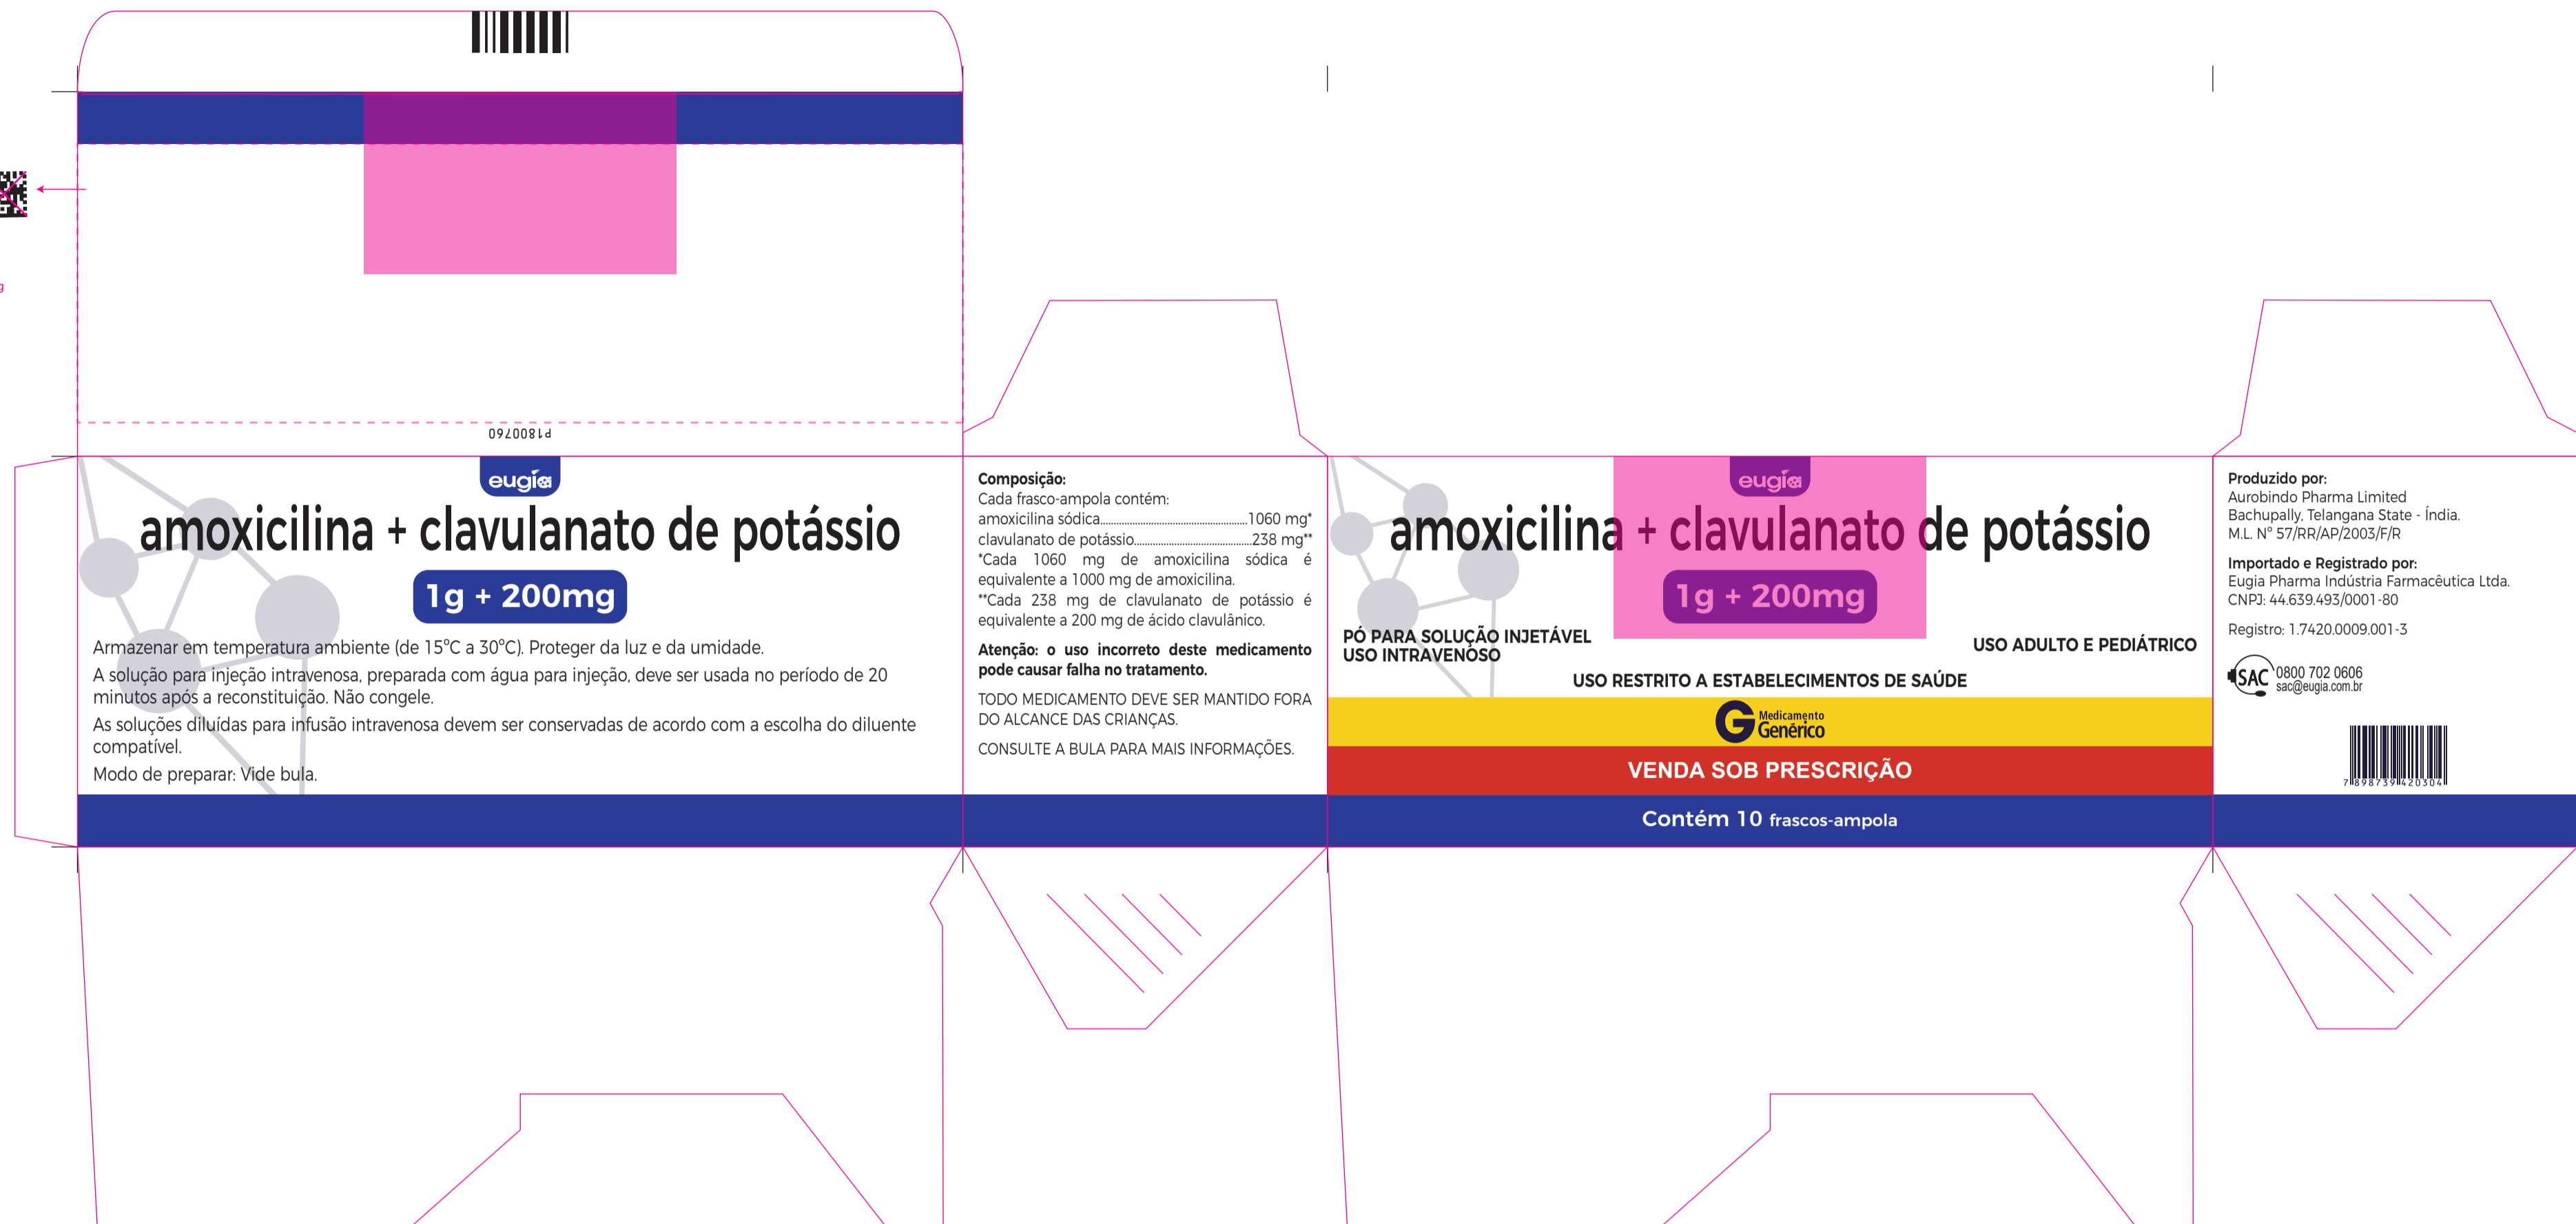 P1800760
eugia
amoxicilina + clavulanato de potássio
1g + 200mg
Armazenar em temperatura ambiente (de 15°C a 30°C). Proteger da luz e da umidade.
A solução para injeção intravenosa, preparada com água para injeção, deve ser usada no período de 20
minutos após a reconstituição. Não congele.
As soluções diluídas para infusão intravenosa devem ser conservadas de acordo com a escolha do diluente
compatível.
Modo de preparar: Vide bula.
Composição:
Cada frasco-ampola contém:
amoxicilina sódica.......................................................1060 mg*
clavulanato de potássio............................................238 mg**
*Cada 1060 mg de amoxicilina sódica é
equivalente a 1000 mg de amoxicilina.
**Cada 238 mg de clavulanato de potássio é
equivalente a 200 mg de ácido clavulânico.
Atenção: o uso incorreto deste medicamento
pode causar falha no tratamento.
TODO MEDICAMENTO DEVE SER MANTIDO FORA
DO ALCANCE DAS CRIANÇAS.
CONSULTE A BULA PARA MAIS INFORMAÇÕES.
eugia
amoxicilina + clavulanato de potássio
1g + 200mg
PÓ PARA SOLUÇÃO INJETÁVEL
USO INTRAVENOSO
USO ADULTO E PEDIÁTRICO
USO RESTRITO A ESTABELECIMENTOS DE SAÚDE
G Medicamento
Genérico
VENDA SOB PRESCRIÇÃO
Contém 10 frascos-ampola
Produzido por:
Aurobindo Pharma Limited
Bachupally, Telangana State - Índia.
M.L. Nº 57/RR/AP/2003/F/R
Importado e Registrado por:
Eugia Pharma Indústria Farmacêutica Ltda.
CNPJ: 44.639.493/0001-80
Registro: 1.7420.0009.001-3
SAC 0800 702 0606
sac@eugia.com.br
7 898739 420304